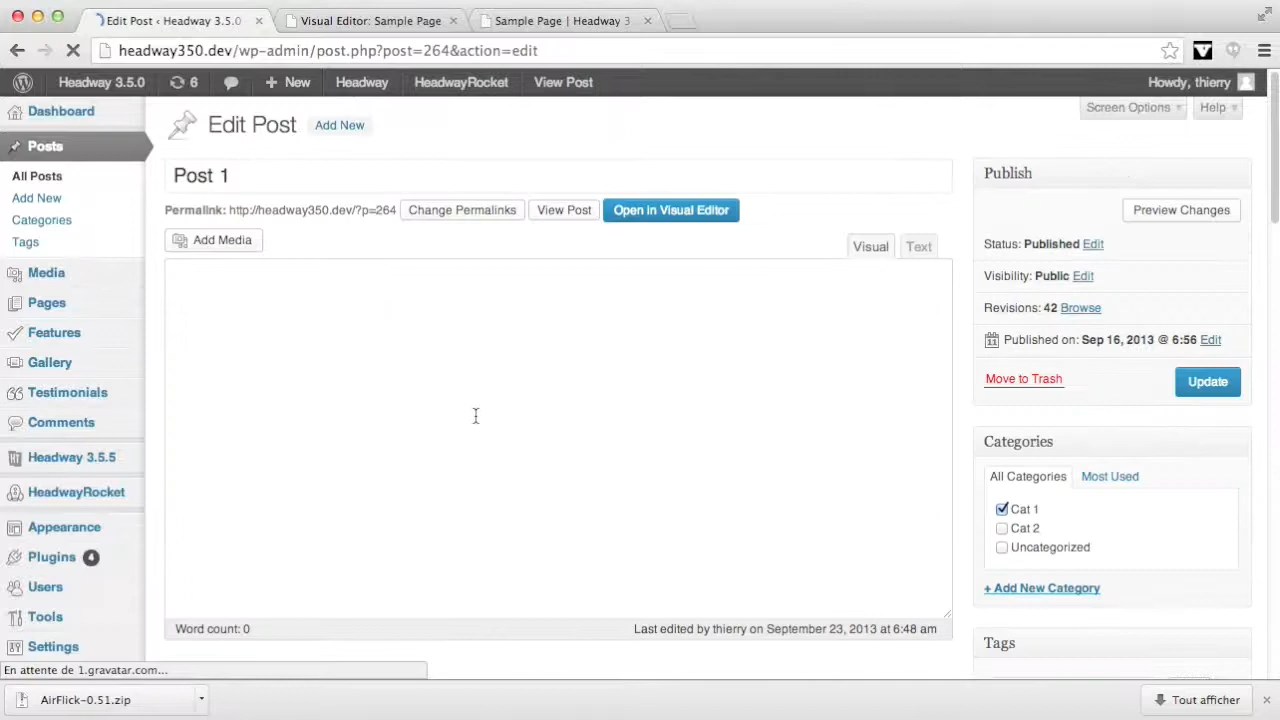 Edit Post ‹ Headway 3.5.0
Visual Editor: Sample Page
Sample Page | Headway 3
headway350.dev/wp-admin/post.php?post=264&action=edit
Headway 3.5.0
6
New
Headway
HeadwayRocket
View Post
Howdy, thierry
Dashboard
Posts
All Posts
Add New
Categories
Tags
Media
Pages
Features
Gallery
Testimonials
Comments
Headway 3.5.5
HeadwayRocket
Appearance
Plugins 4
Users
Tools
Settings
Screen Options
Help
Edit Post
Add New
Post 1
Permalink: http://headway350.dev/?p=264
Change Permalinks
View Post
Open in Visual Editor
Add Media
Visual
Text
Word count: 0
Last edited by thierry on September 23, 2013 at 6:48 am
Publish
Preview Changes
Status: Published Edit
Visibility: Public Edit
Revisions: 42 Browse
Published on: Sep 16, 2013 @ 6:56 Edit
Move to Trash
Update
Categories
All Categories
Most Used
Cat 1
Cat 2
Uncategorized
+ Add New Category
Tags
En attente de 1.gravatar.com...
AirFlick-0.51.zip
Tout afficher